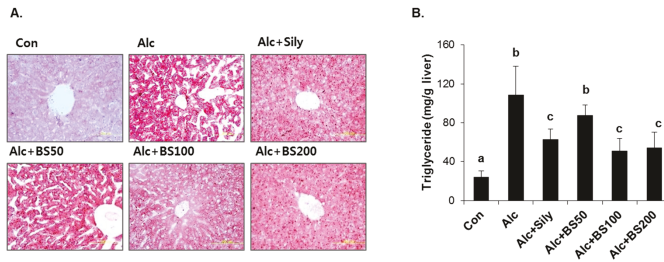 A.
Con
Alc
Alc+Sily
Alc+BS50
Alc+BS100
Alc+BS200
B.
Triglyceride (mg/g liver)
160
120
80
40
0
a
b
c
b
c
c
Con
Alc
Alc+Sily
Alc+BS50
Alc+BS100
Alc+BS200